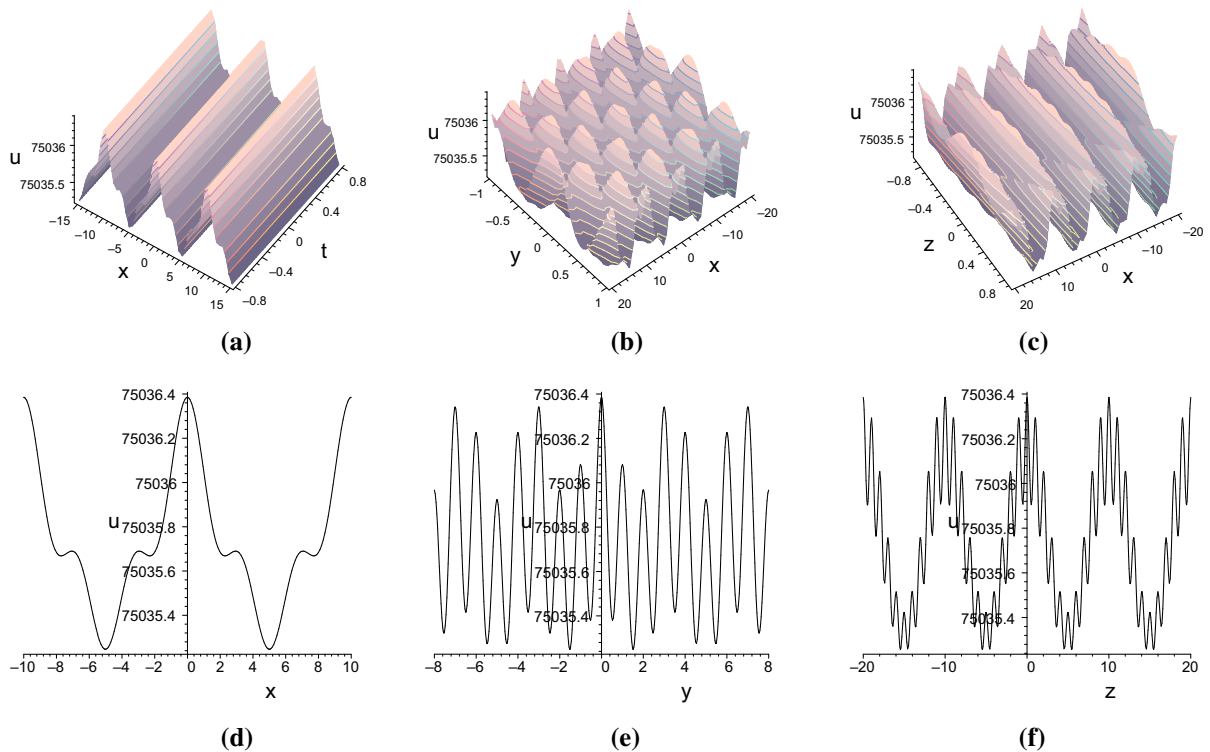 u
75036
75035.5
−15
−10
−5
0
5
10
15
x
−0.8
−0.4
0
0.4
0.8
t
(a)
u
75036
75035.5
−1
−0.5
0
0.5
1
y
20
10
0
−10
−20
x
(b)
u
75036
75035.5
−0.8
−0.4
0
0.4
0.8
z
20
10
0
−10
−20
x
(c)
75036.4
75036.2
75036
75035.8
75035.6
75035.4
u
−10 −8 −6 −4 −2 0 2 4 6 8 10
x
(d)
75036.4
75036.2
75036
75035.8
75035.6
75035.4
u
−8 −6 −4 −2 0 2 4 6 8
y
(e)
75036.4
75036.2
75036
75035.8
75035.6
75035.4
u
−20 −10 0 10 20
z
(f)